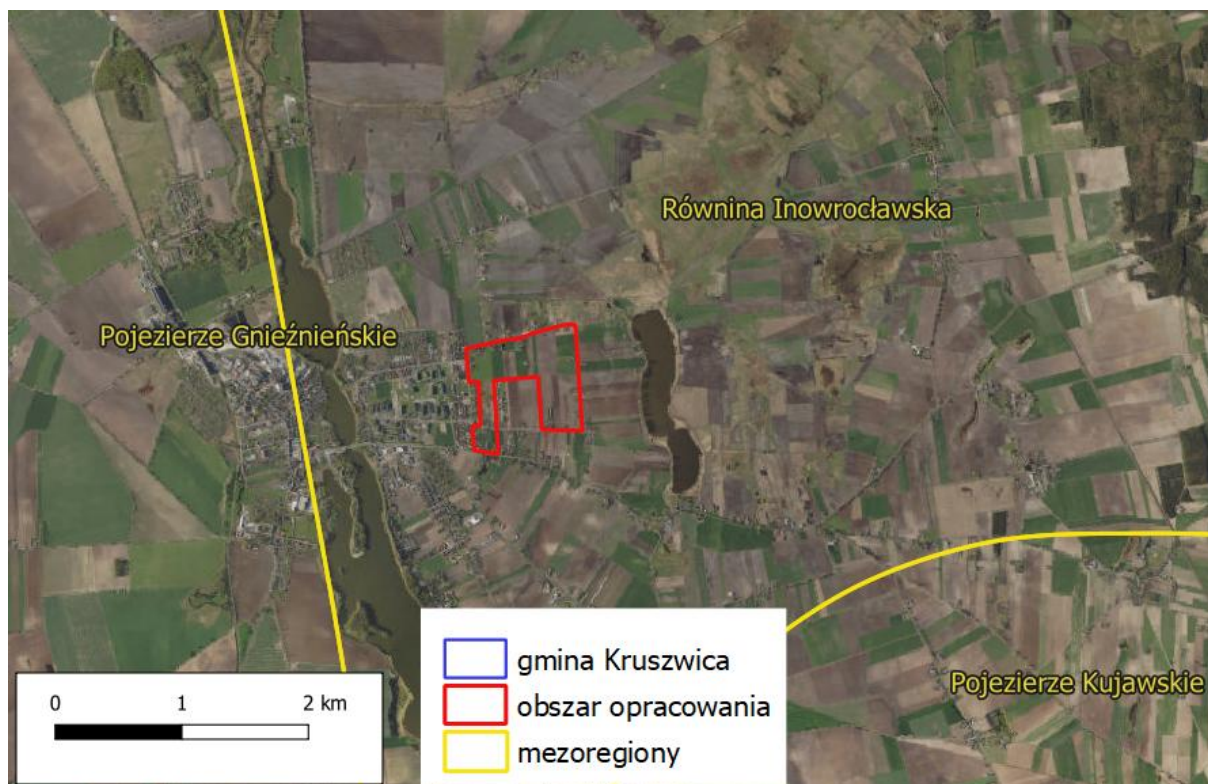 Równina Inowrocławska
Pojezierze Gnieźnieńskie
Pojezierze Kujawskie
0 1 2 km
gmina Kruszwica
obszar opracowania
mezoregiony